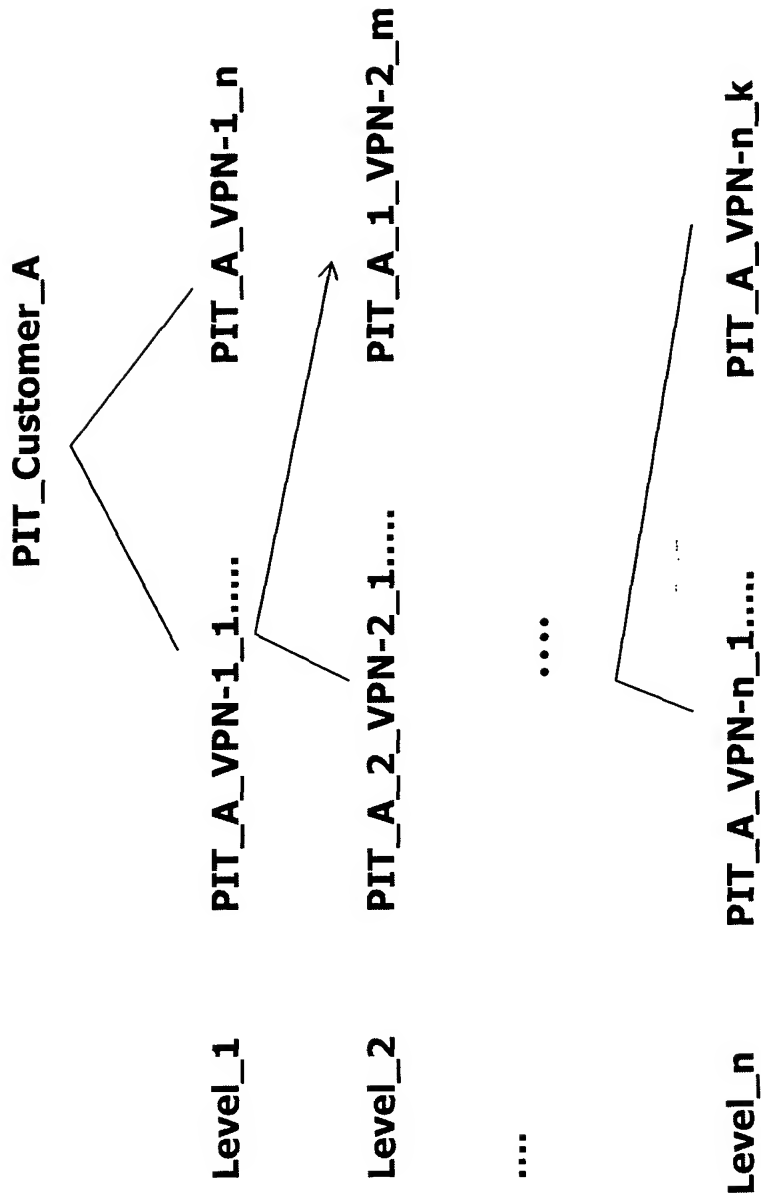 PIT_Customer_A
Level_1 PIT_A_VPN-1_1..... PIT_A_VPN-1_n
Level_2 PIT_A_2_VPN-2_1..... PIT_A_1_VPN-2_m
.... ....
Level_n PIT_A_VPN-n_1..... PIT_A_VPN-n_k